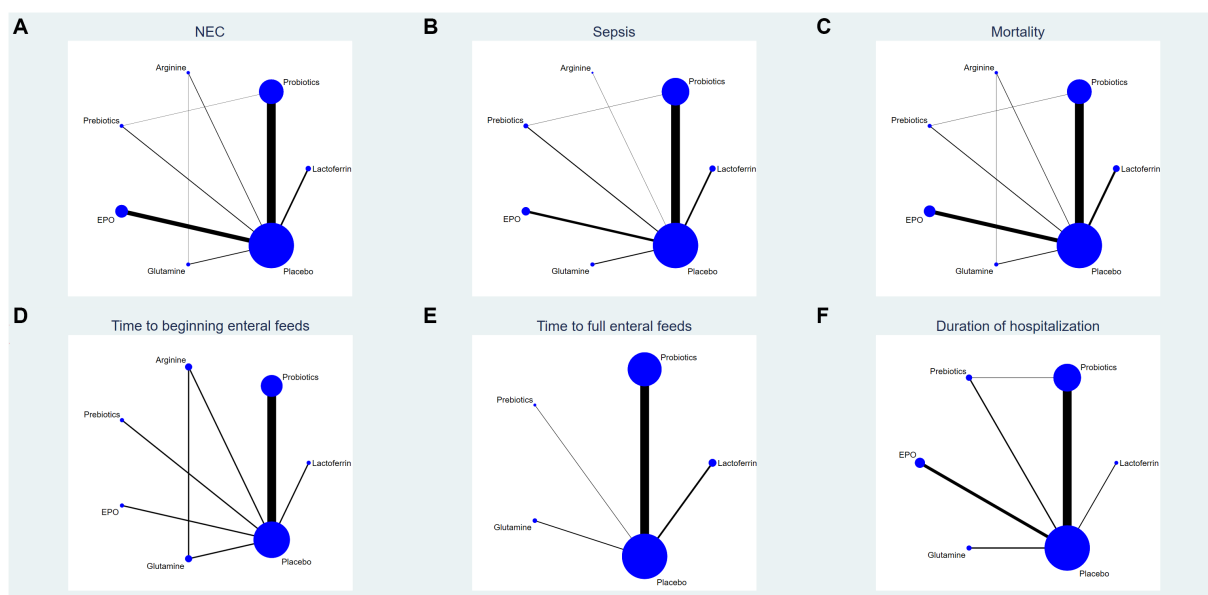 A
NEC
Arginine
Probiotics
Prebiotics
Lactoferrin
EPO
Glutamine
Placebo
B
Sepsis
Arginine
Probiotics
Prebiotics
Lactoferrin
EPO
Glutamine
Placebo
C
Mortality
Arginine
Probiotics
Prebiotics
Lactoferrin
EPO
Glutamine
Placebo
D
Time to beginning enteral feeds
Arginine
Probiotics
Prebiotics
Lactoferrin
EPO
Glutamine
Placebo
E
Time to full enteral feeds
Probiotics
Prebiotics
Lactoferrin
Glutamine
Placebo
F
Duration of hospitalization
Prebiotics
Probiotics
EPO
Lactoferrin
Glutamine
Placebo